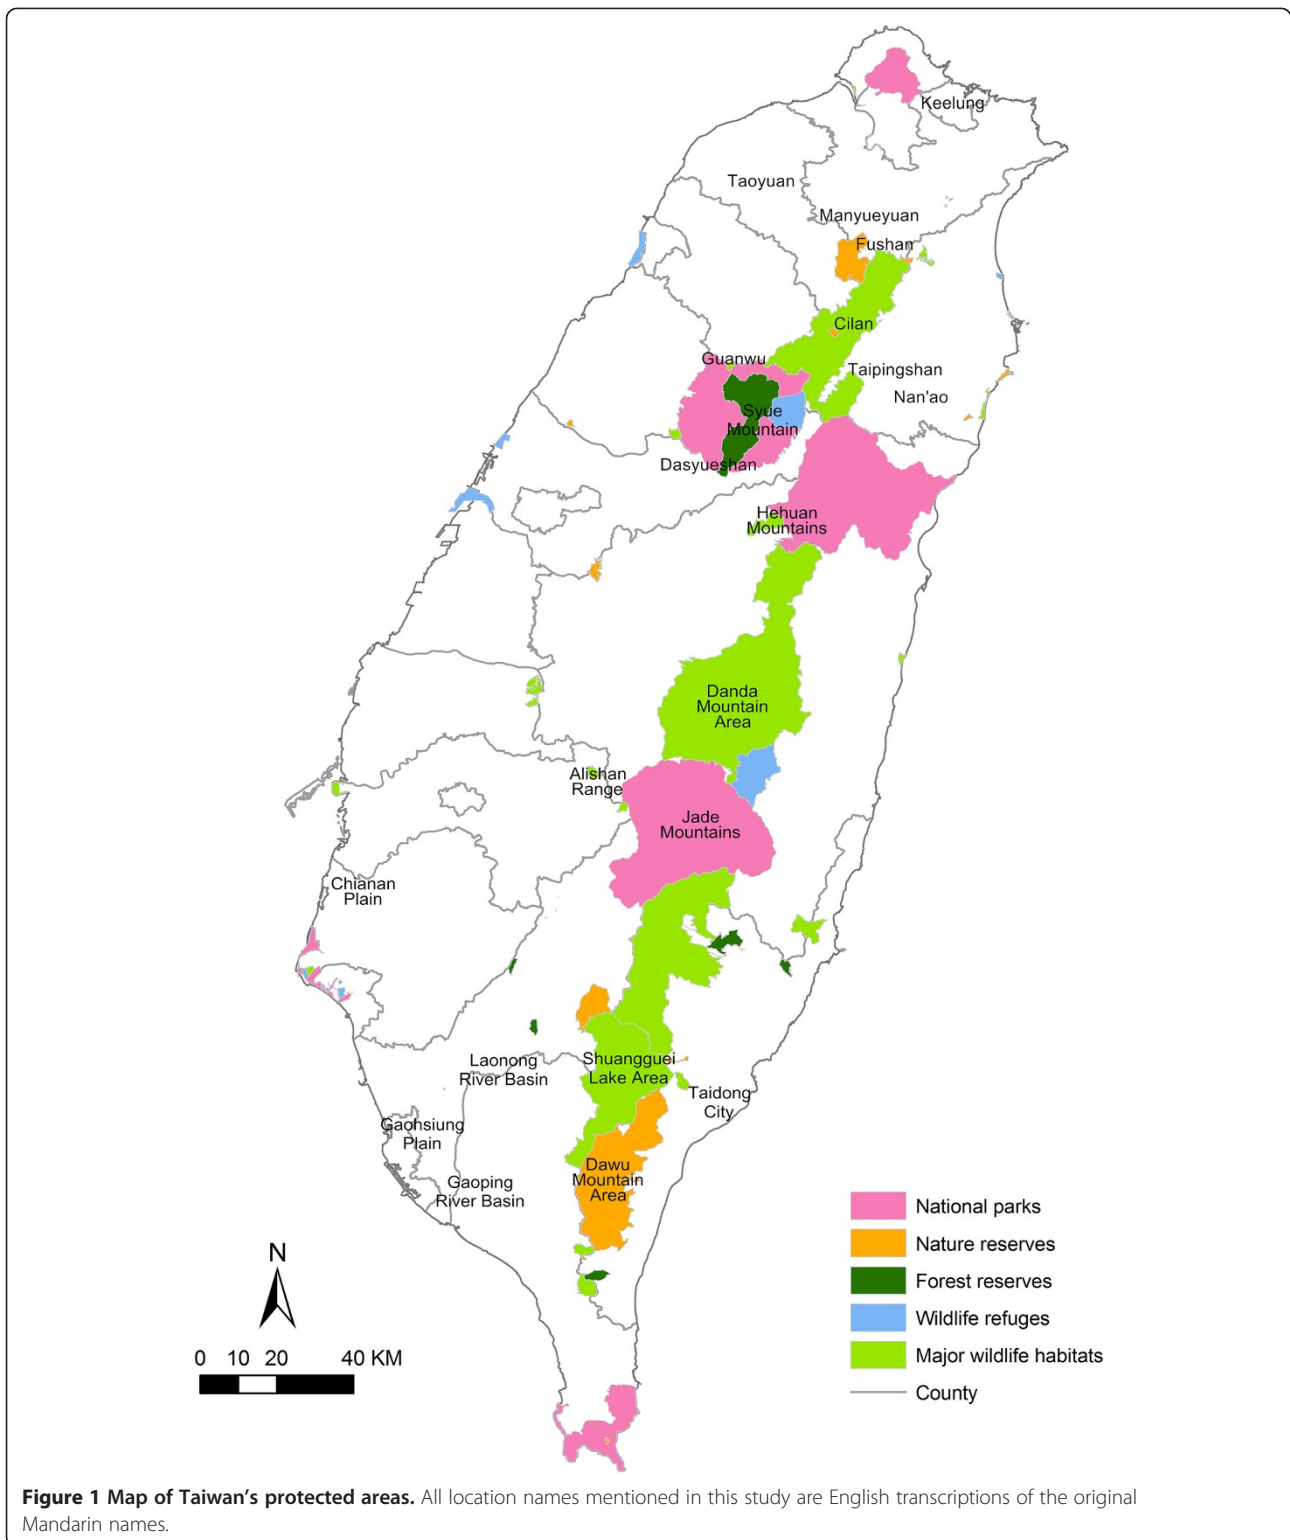 Keelung
Taoyuan
Manyueyuan
Fushan
Cilan
Guanwu
Taipingshan
Nan'ao
Syue
Mountain
Dasyueshan
Hehuan
Mountains
Danda
Mountain
Area
Alishan
Range
Jade
Mountains
Chianan
Plain
Laonong
River Basin
Shuangguei
Lake Area
Taidong
City
Gaohsiung
Plain
Dawu
Mountain
Area
Gaoping
River Basin
National parks
Nature reserves
Forest reserves
Wildlife refuges
Major wildlife habitats
County
N
0 10 20 40 KM
Figure 1 Map of Taiwan’s protected areas. All location names mentioned in this study are English transcriptions of the original
Mandarin names.